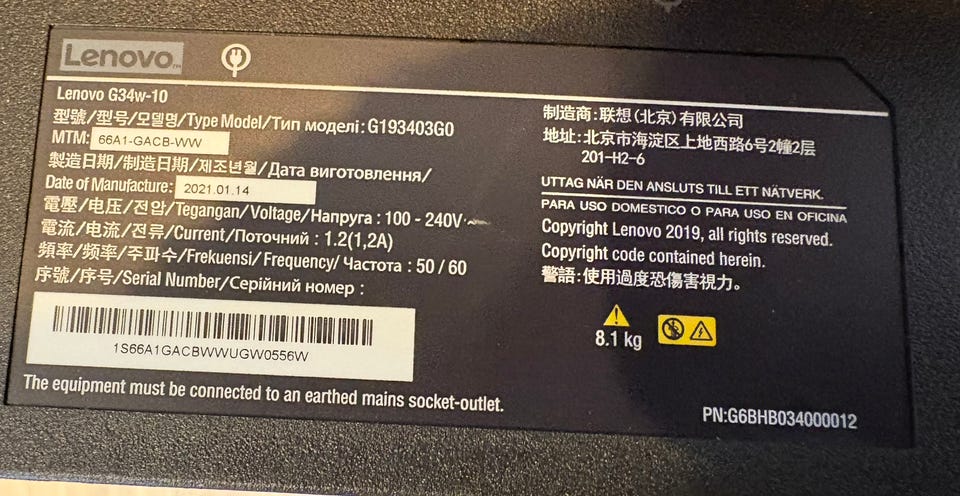 Lenovo™
Lenovo G34w-10
型號/型号/모델명/Type Model/Тип моделі: G193403G0
MTM: 66A1-GACB-WW
製造日期/制造日期/제조년월/Дата виготовлення/
Date of Manufacture: 2021.01.14
電壓/电压/전압/Tegangan/Voltage/Напруга : 100 - 240V
電流/电流/전류/Current/Поточний : 1.2(1,2A)
頻率/频率/주파수/Frekuensi/ Frequency/ Частота : 50 / 60
序號/序号/Serial Number/Серійний номер :
1S66A1GACBWWUGW0556W
The equipment must be connected to an earthed mains socket-outlet.
制造商: 联想(北京)有限公司
地址: 北京市海淀区上地西路6号2幢2层
201-H2-6
UTTAG NÄR DEN ANSLUTS TILL ETT NÄTVERK.
PARA USO DOMESTICO O PARA USO EN OFICINA
Copyright Lenovo 2019, all rights reserved.
Copyright code contained herein.
警語: 使用過度恐傷害視力。
8.1 kg
PN:G6BHB034000012